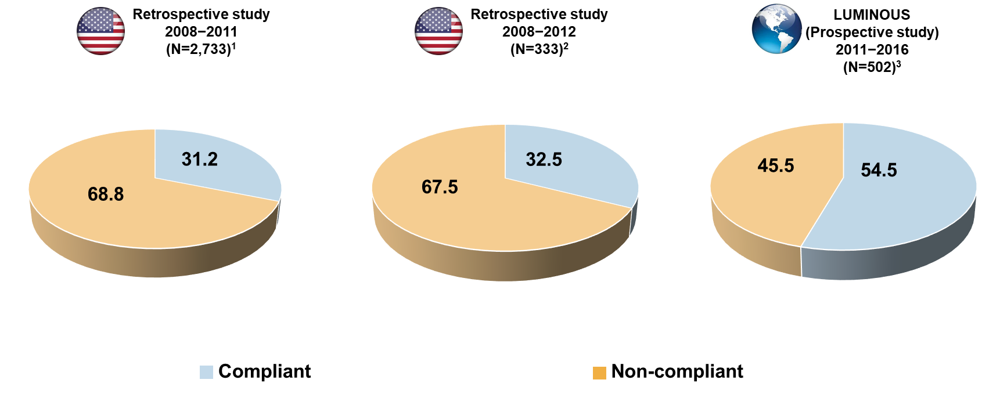 Retrospective study
2008–2011
(N=2,733)¹
Retrospective study
2008–2012
(N=333)²
LUMINOUS
(Prospective study)
2011–2016
(N=502)³
31.2
68.8
32.5
67.5
45.5
54.5
Compliant
Non-compliant